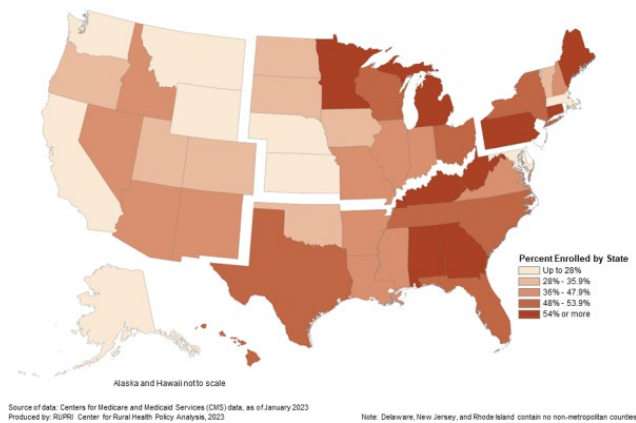 Percent Enrolled by State
Up to 28%
28% - 35.9%
36% - 47.9%
48% - 53.9%
54% or more
Alaska and Hawaii not to scale
Source of data: Centers for Medicare and Medicaid Services (CMS) data, as of January 2023
Produced by: RUPRI Center for Rural Health Policy Analysis, 2023
Note: Delaware, New Jersey, and Rhode Island contain no non-metropolitan counties